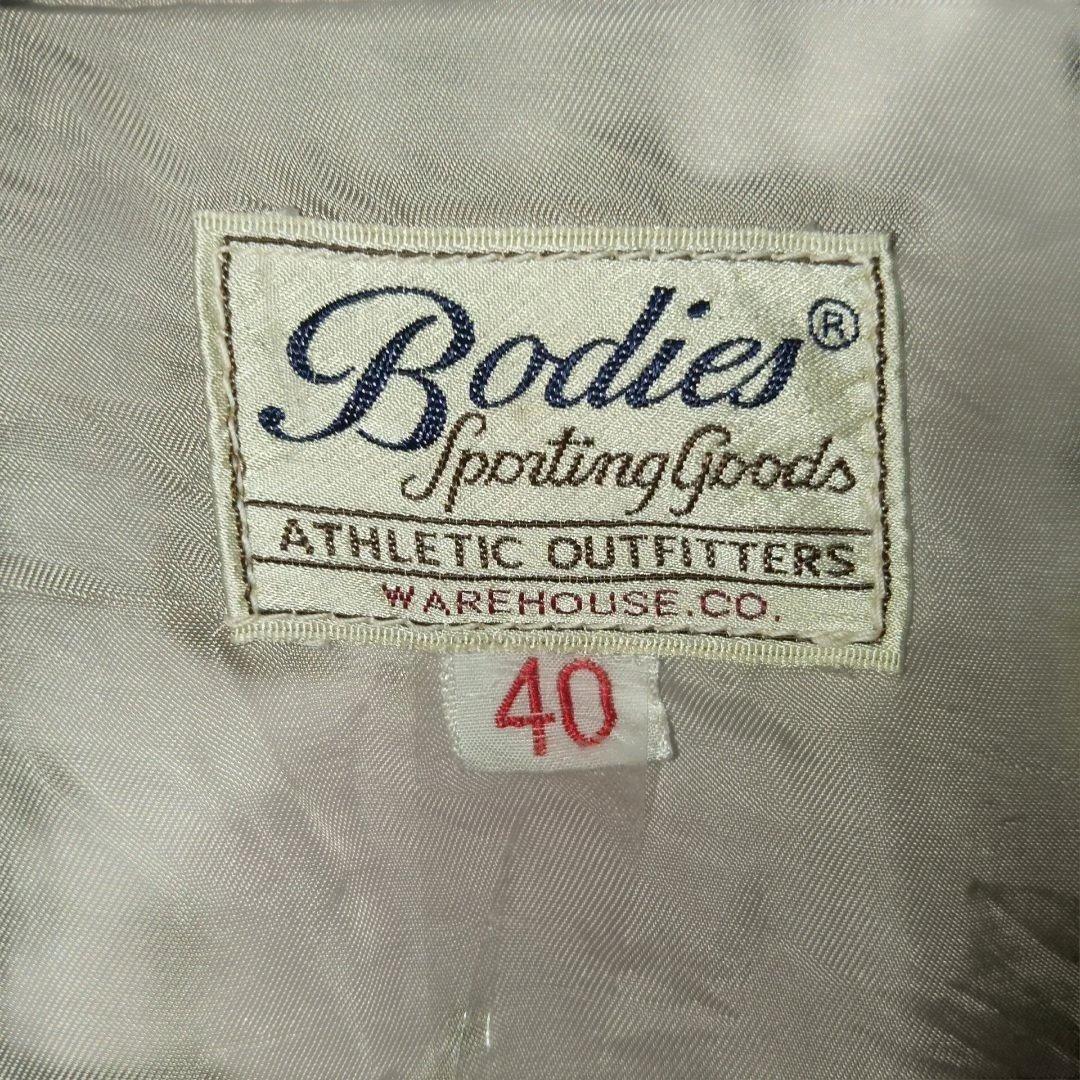 Bodies®
Sporting Goods
ATHLETIC OUTFITTERS
WAREHOUSE.CO.
40